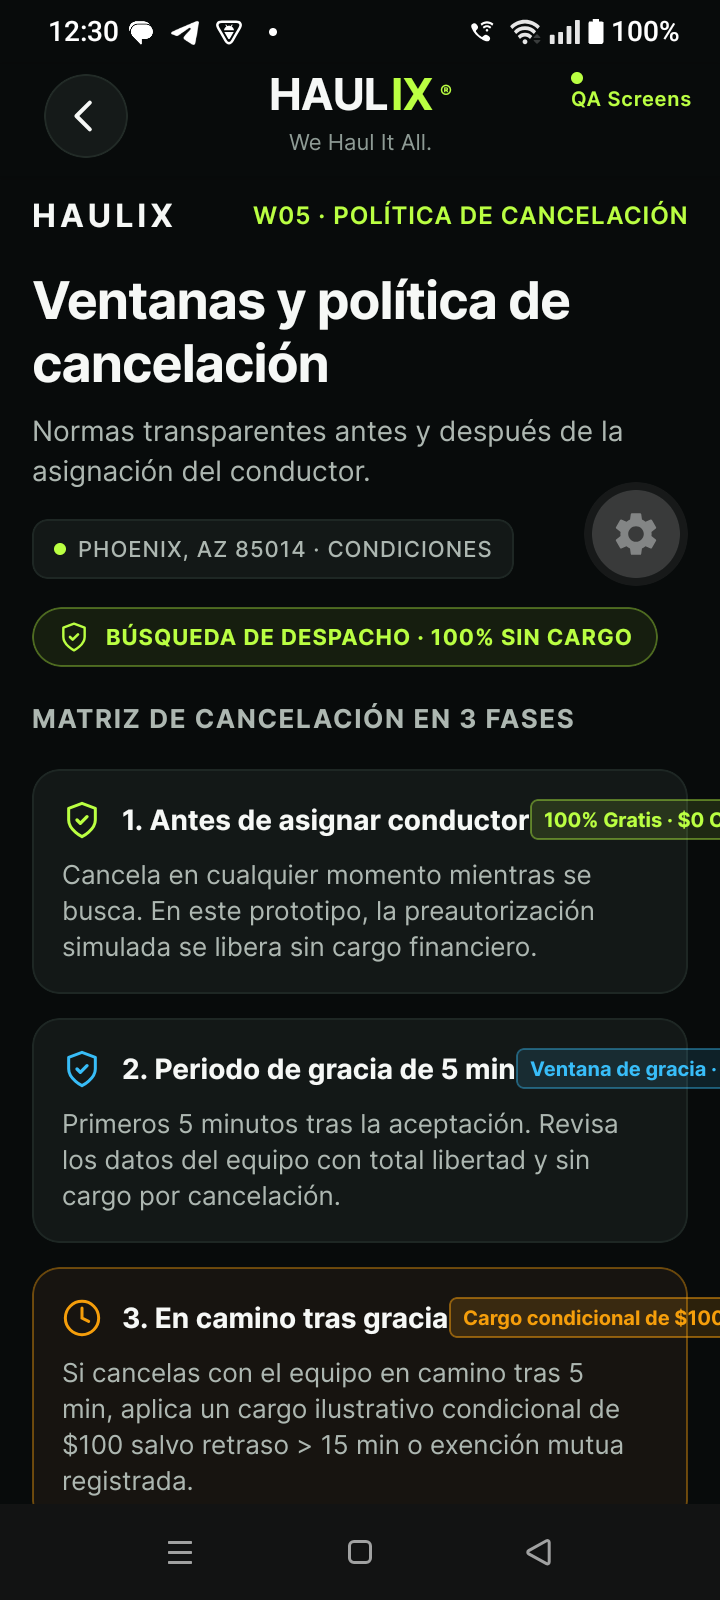 12:30
100%
HAULIX ®
We Haul It All.
QA Screens
HAULIX
W05 · POLÍTICA DE CANCELACIÓN
Ventanas y política de
cancelación
Normas transparentes antes y después de la
asignación del conductor.
PHOENIX, AZ 85014 · CONDICIONES
BÚSQUEDA DE DESPACHO · 100% SIN CARGO
MATRIZ DE CANCELACIÓN EN 3 FASES
1. Antes de asignar conductor
100% Gratis · $0
Cancela en cualquier momento mientras se
busca. En este prototipo, la preautorización
simulada se libera sin cargo financiero.
2. Periodo de gracia de 5 min
Ventana de gracia ·
Primeros 5 minutos tras la aceptación. Revisa
los datos del equipo con total libertad y sin
cargo por cancelación.
3. En camino tras gracia
Cargo condicional de $100
Si cancelas con el equipo en camino tras 5
min, aplica un cargo ilustrativo condicional de
$100 salvo retraso > 15 min o exención mutua
registrada.